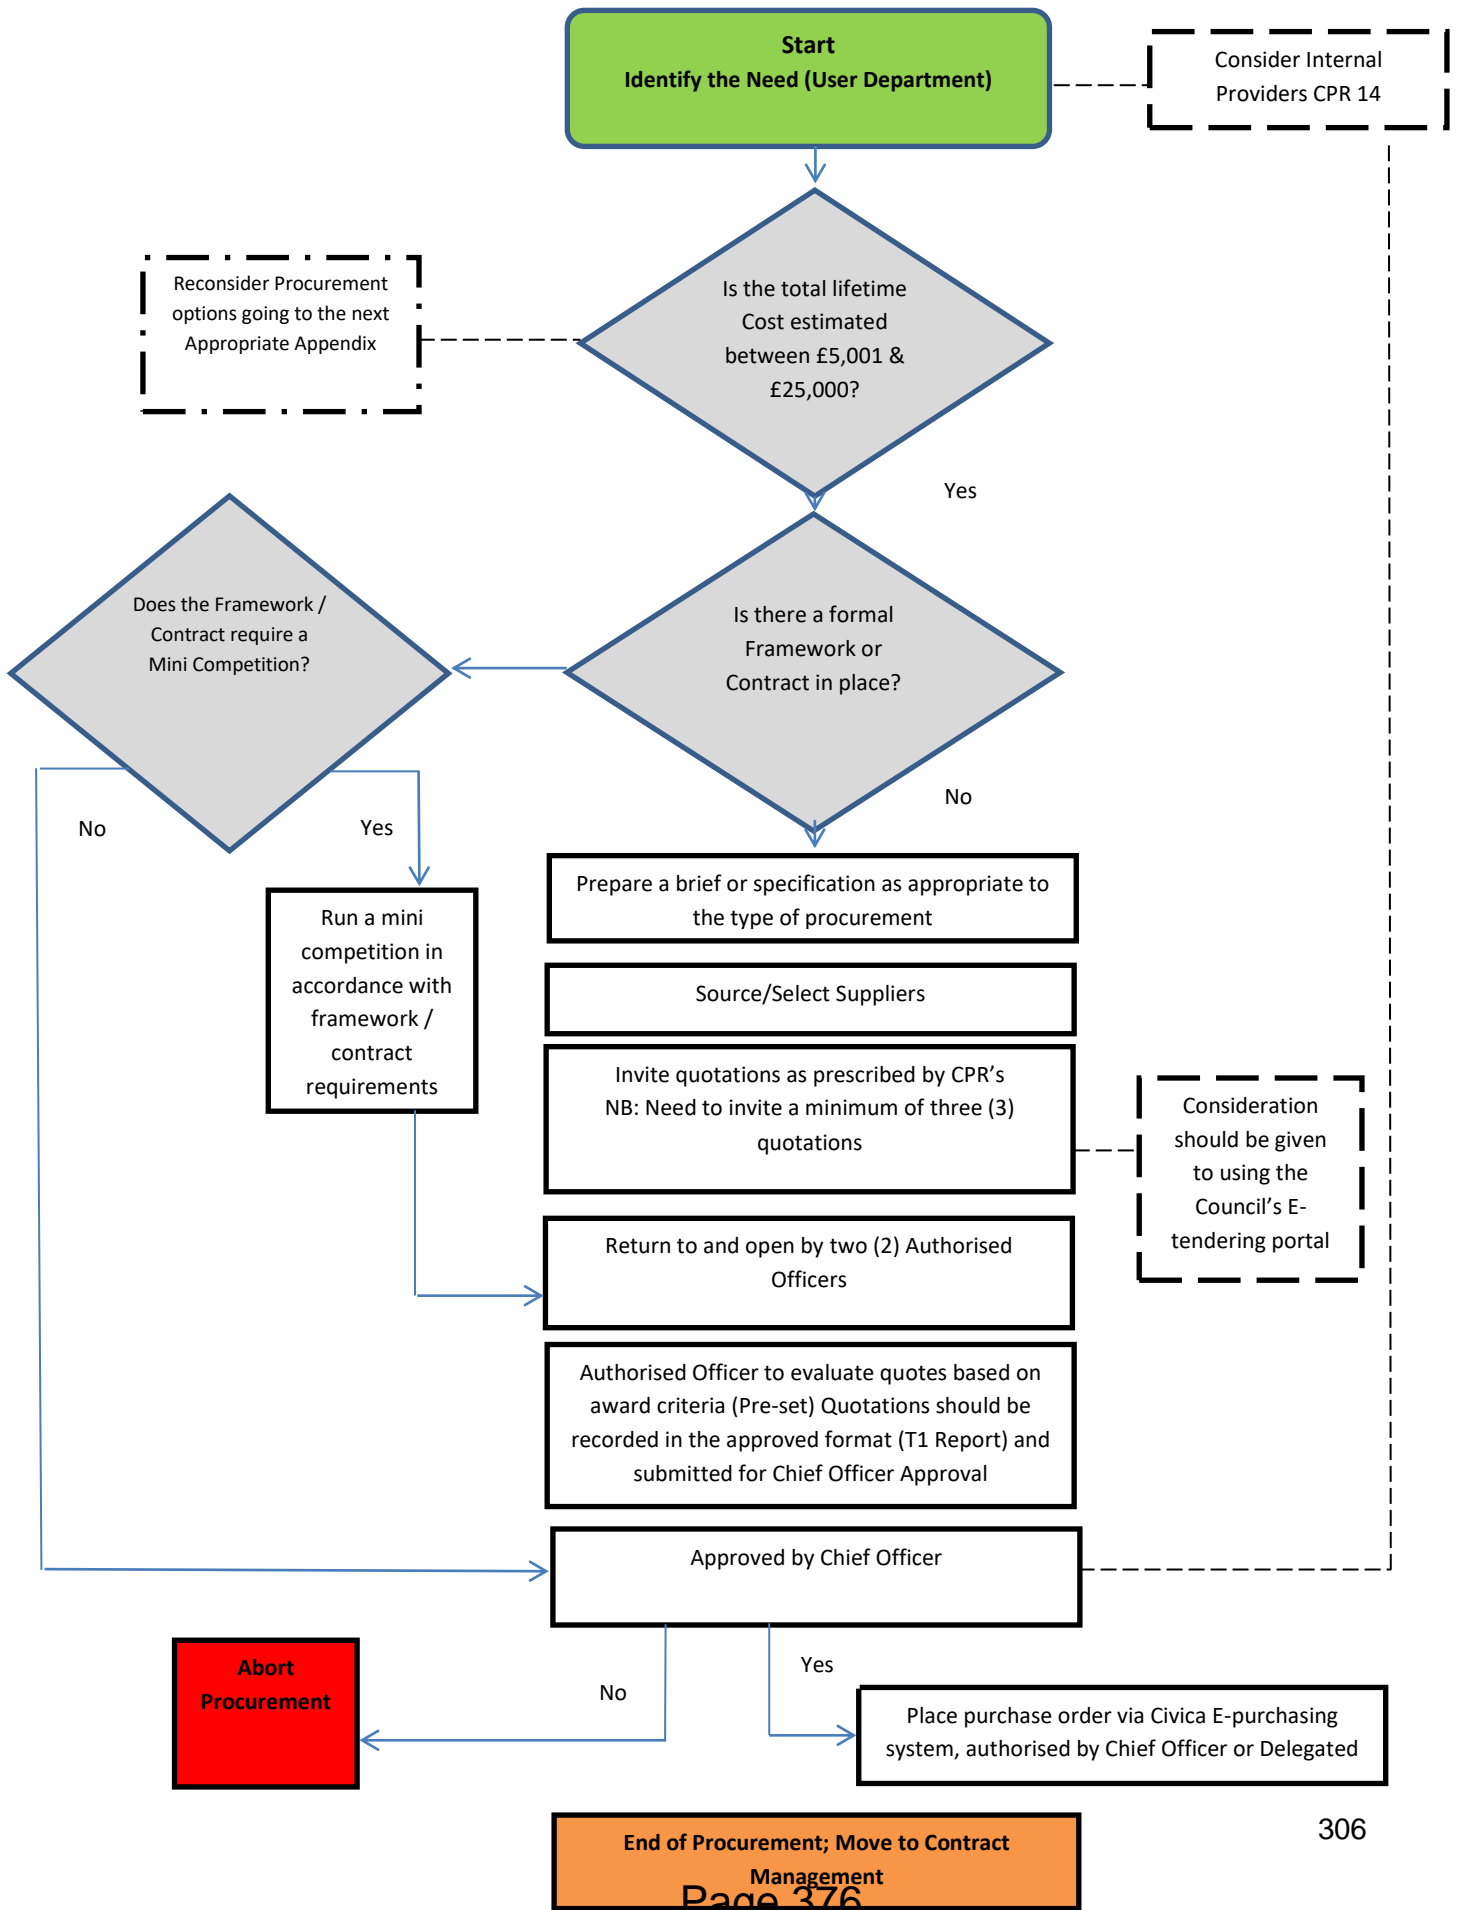 Start
Identify the Need (User Department)
Consider Internal
Providers CPR 14
Is the total lifetime
Cost estimated
between £5,001 &
£25,000?
Reconsider Procurement
options going to the next
Appropriate Appendix
Yes
Is there a formal
Framework or
Contract in place?
Does the Framework /
Contract require a
Mini Competition?
No
No
Yes
Prepare a brief or specification as appropriate to
the type of procurement
Run a mini
competition in
accordance with
framework /
contract
requirements
Source/Select Suppliers
Invite quotations as prescribed by CPR's
NB: Need to invite a minimum of three (3)
quotations
Consideration
should be given
to using the
Council's E-
tendering portal
Return to and open by two (2) Authorised
Officers
Authorised Officer to evaluate quotes based on
award criteria (Pre-set) Quotations should be
recorded in the approved format (T1 Report) and
submitted for Chief Officer Approval
Approved by Chief Officer
Abort
Procurement
No
Yes
Place purchase order via Civica E-purchasing
system, authorised by Chief Officer or Delegated
End of Procurement; Move to Contract
Management
306
Page 376